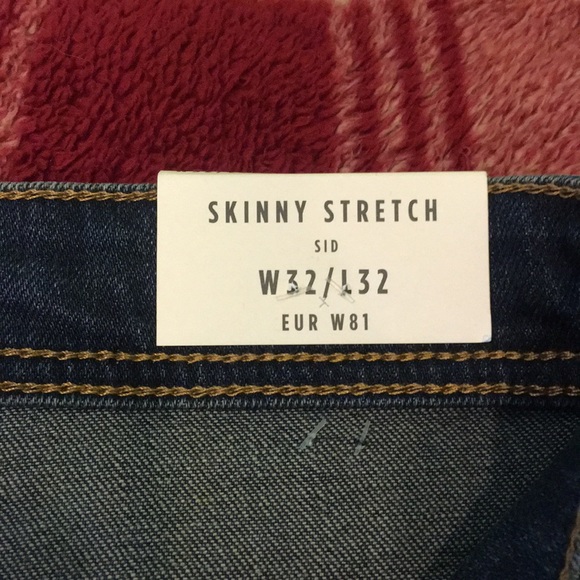 SKINNY STRETCH
SID
W32/L32
EUR W81